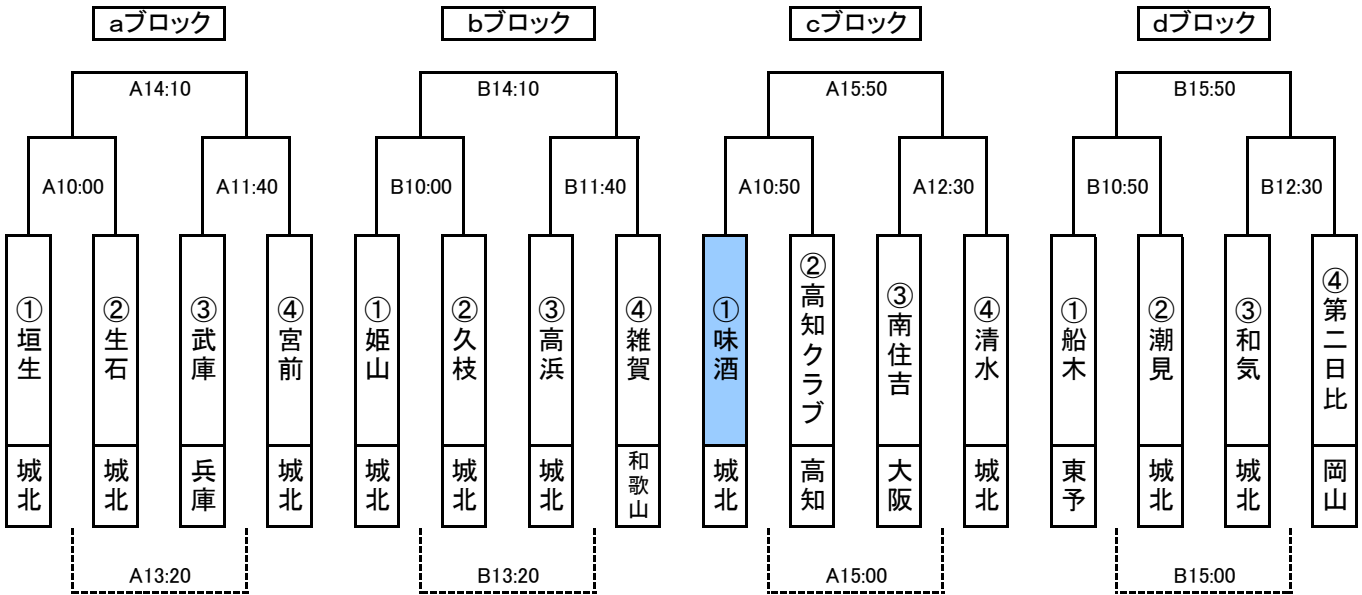 aブロック
bブロック
cブロック
dブロック
A14:10
B14:10
A15:50
B15:50
A10:00
A11:40
B10:00
B11:40
A10:50
A12:30
B10:50
B12:30
①垣生
②生石
③武庫
④宮前
①姫山
②久枝
③高浜
④雑賀
①味酒
②高知クラブ
③南住吉
④清水
①船木
②潮見
③和気
④第二日比
城北
城北
兵庫
城北
城北
城北
城北
和歌山
城北
高知
大阪
城北
東予
城北
城北
岡山
A13:20
B13:20
A15:00
B15:00